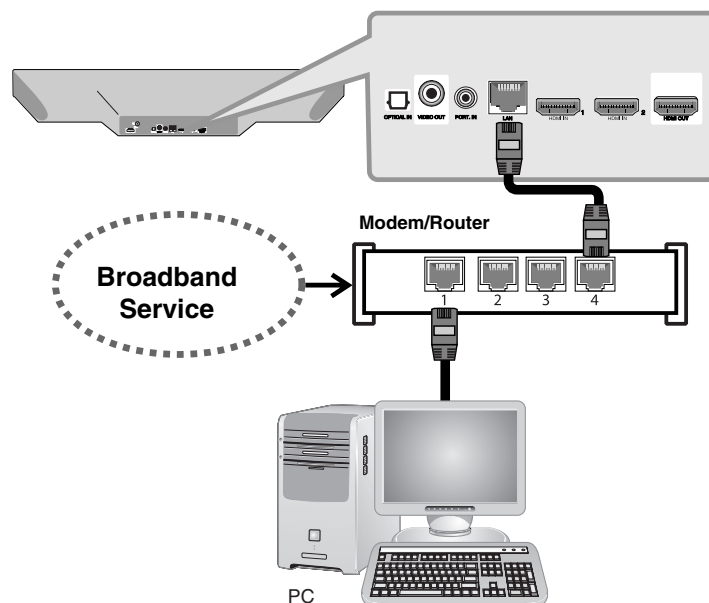 OPTICAL IN
VIDEO OUT
PORT. IN
LAN
HDMI IN
1
HDMI IN
2
HDMI OUT
Modem/Router
Broadband
Service
1
2
3
4
PC